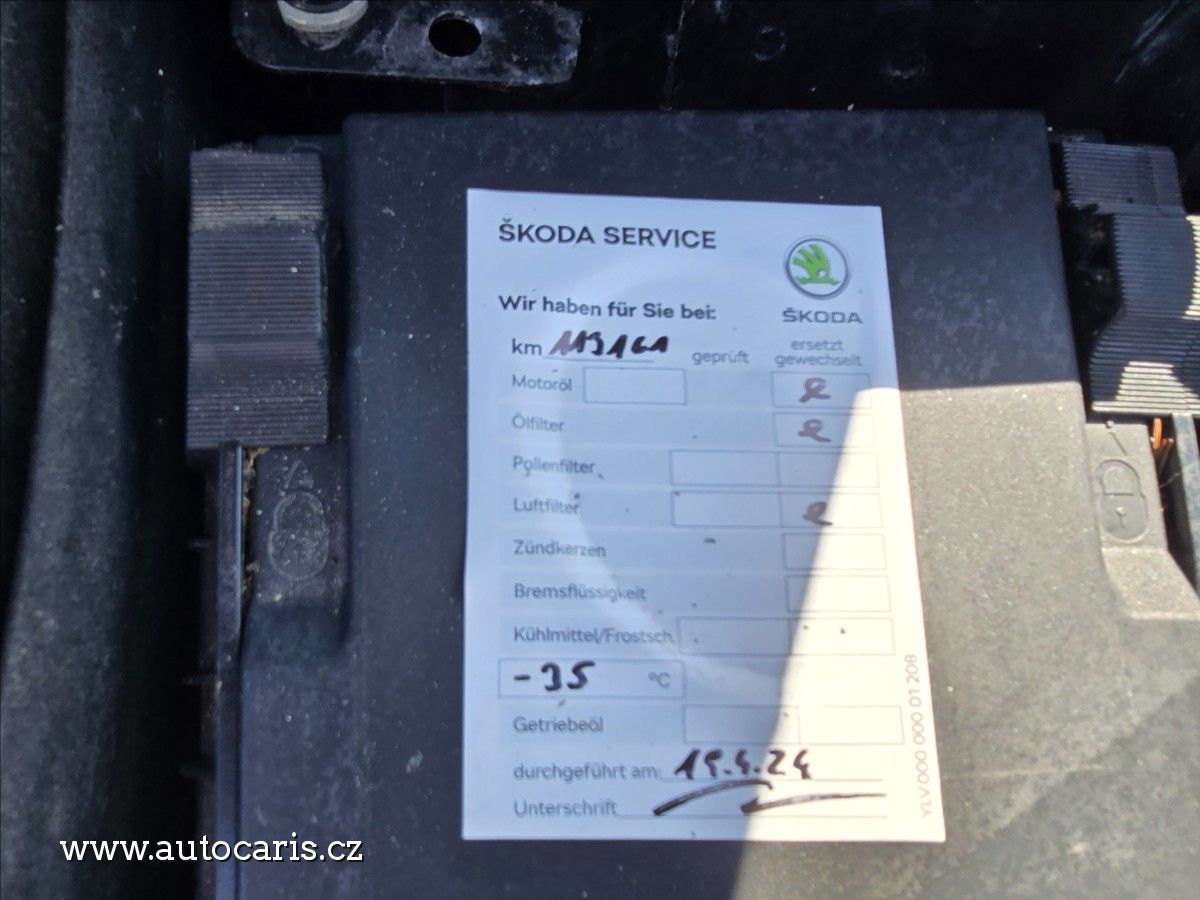 ŠKODA SERVICE
ŠKODA
Wir haben für Sie bei:
km 119161
geprüft
ersetzt
gewechselt
Motoröl
Ölfilter
Pollenfilter
Luftfilter
Zündkerzen
Bremsflüssigkeit
Kühlmittel/Frostsch.
-35 °C
Getriebeöl
durchgeführt am: 19.4.24
Unterschrift
YLV 000 000 01 208
www.autocaris.cz